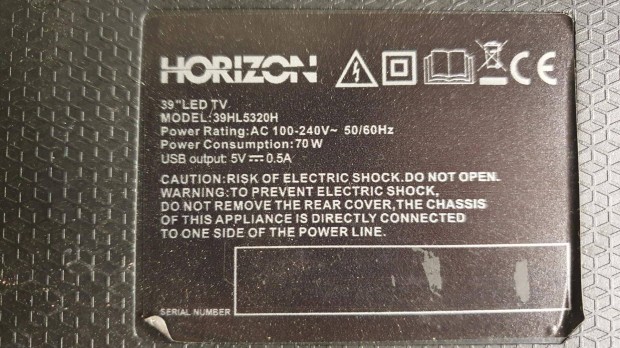 HORIZON
CE
39"LED TV
MODEL:39HL5320H
Power Rating:AC 100-240V~ 50/60Hz
Power Consumption:70W
USB output: 5V⎓0.5A
CAUTION:RISK OF ELECTRIC SHOCK.DO NOT OPEN.
WARNING:TO PREVENT ELECTRIC SHOCK,
DO NOT REMOVE THE REAR COVER,THE CHASSIS
OF THIS APPLIANCE IS DIRECTLY CONNECTED
TO ONE SIDE OF THE POWER LINE.
SERIAL NUMBER